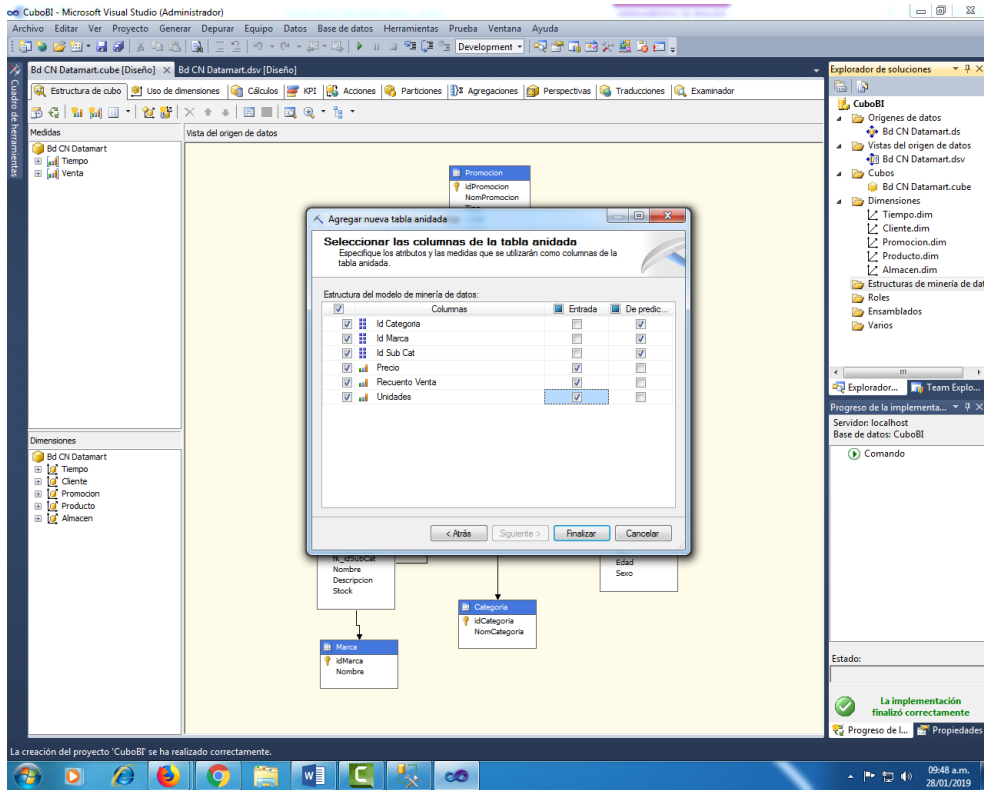 CuboBI - Microsoft Visual Studio (Administrador)
Archivo Editar Ver Proyecto Generar Depurar Equipo Datos Base de datos Herramientas Prueba Ventana Ayuda
Development
Cuadro de herramientas
Bd CN Datamart.cube [Diseño] Bd CN Datamart.dsv [Diseño]
Estructura de cubo Uso de dimensiones Cálculos KPI Acciones Particiones Agregaciones Perspectivas Traducciones Examinador
Medidas
Bd CN Datamart
Tiempo
Venta
Dimensiones
Bd CN Datamart
Tiempo
Cliente
Promocion
Producto
Almacen
Vista del origen de datos
Promocion
idPromocion
NomPromocion
Agregar nueva tabla anidada
Seleccionar las columnas de la tabla anidada
Especifique los atributos y las medidas que se utilizarán como columnas de la
tabla anidada.
Estructura del modelo de minería de datos:
Columnas Entrada De predic...
Id Categoria
Id Marca
Id Sub Cat
Precio
Recuento Venta
Unidades
< Atrás Siguiente > Finalizar Cancelar
fk_idSubCat
Nombre
Descripcion
Stock
Edad
Sexo
Categoria
idCategoria
NomCategoria
Marca
idMarca
Nombre
Explorador de soluciones
CuboBI
Orígenes de datos
Bd CN Datamart.ds
Vistas del origen de datos
Bd CN Datamart.dsv
Cubos
Bd CN Datamart.cube
Dimensiones
Tiempo.dim
Cliente.dim
Promocion.dim
Producto.dim
Almacen.dim
Estructuras de minería de dat
Roles
Ensamblados
Varios
Explorador... Team Explo...
Progreso de la implementa...
Servidor: localhost
Base de datos: CuboBI
Comando
Estado:
La implementación
finalizó correctamente
Progreso de l... Propiedades
La creación del proyecto 'CuboBI' se ha realizado correctamente.
09:48 a.m.
28/01/2019